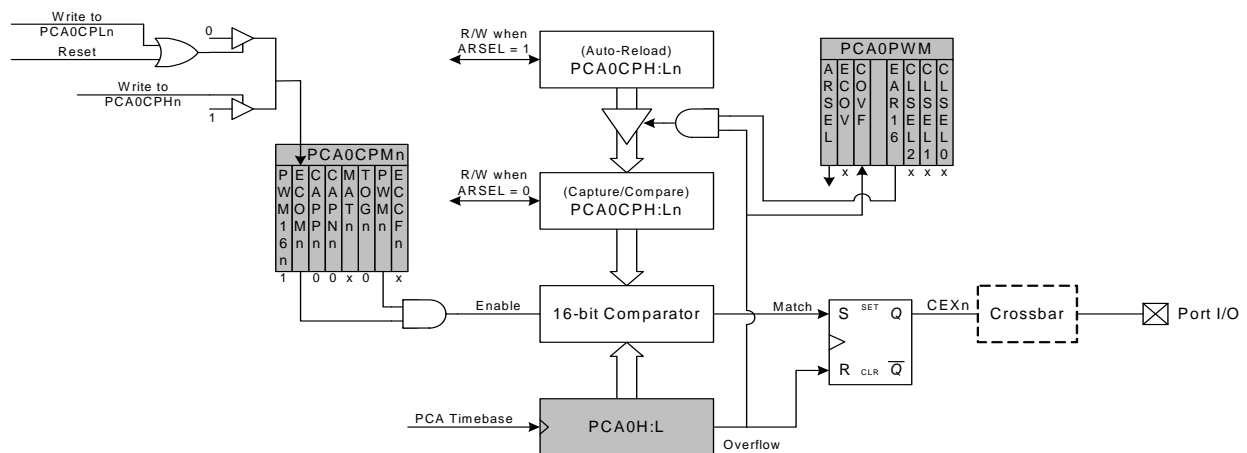 Write to
PCA0CPLn
Reset
0
Write to
PCA0CPHn
1
R/W when
ARSEL = 1
(Auto-Reload)
PCA0CPH:Ln
PCA0PWM
ARSEL
ECOV
COVF
EAR16
CLSEL2
CLSEL1
CLSEL0
x
x
x
x
PCA0CPMn
PWM16n
ECOMn
CAPPn
CAPNn
MATn
TOGn
PWMn
ECCFn
1
0
0
x
0
x
R/W when
ARSEL = 0
(Capture/Compare)
PCA0CPH:Ln
Enable
16-bit Comparator
Match
S
SET
Q
R
CLR
Q
CEXn
Crossbar
Port I/O
PCA Timebase
PCA0H:L
Overflow